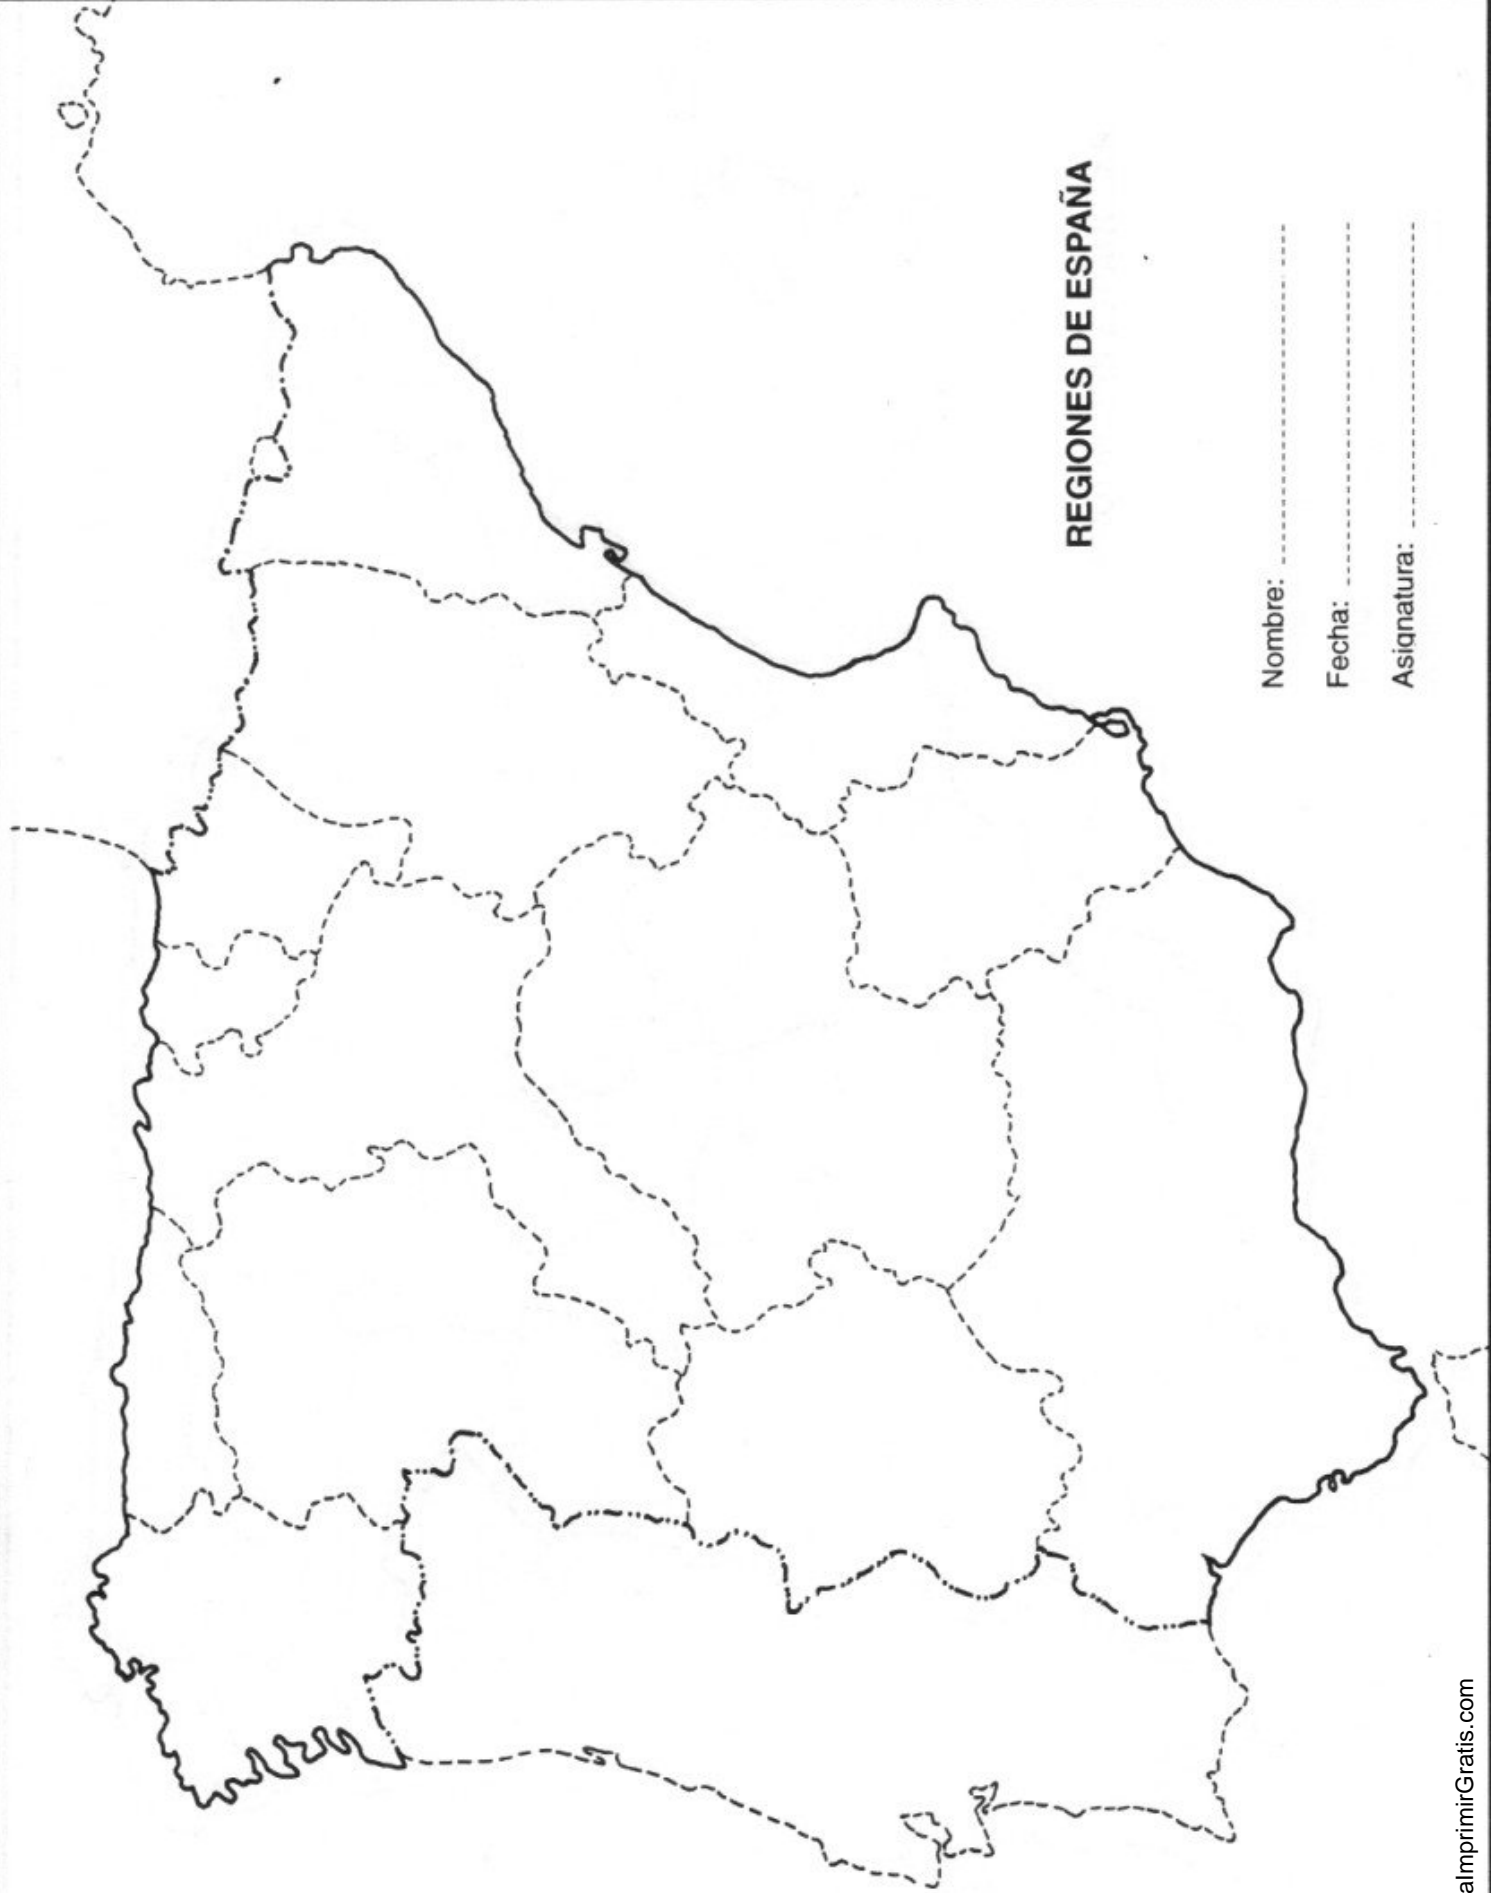 REGIONES DE ESPAÑA
Nombre:
Fecha:
Asignatura:
aImprimirGratis.com